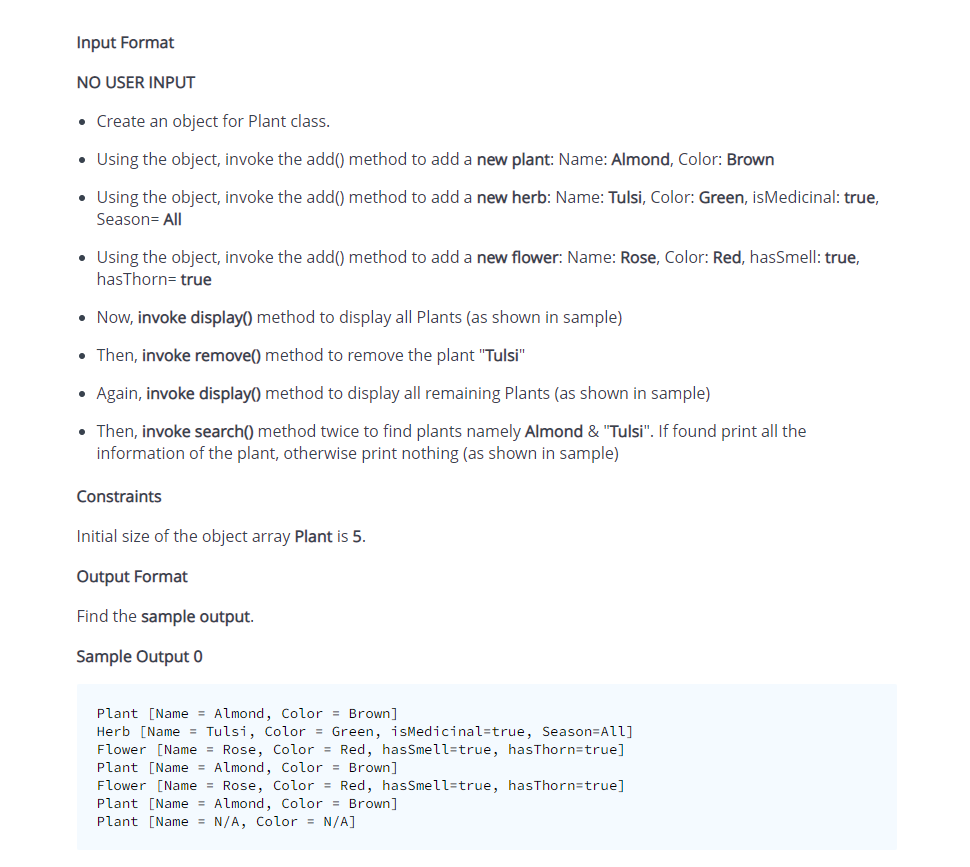 Input Format
NO USER INPUT
• Create an object for Plant class.
• Using the object, invoke the add() method to add a new plant: Name: Almond, Color: Brown
• Using the object, invoke the add() method to add a new herb: Name: Tulsi, Color: Green, isMedicinal: true,
Season= All
• Using the object, invoke the add() method to add a new flower: Name: Rose, Color: Red, hasSmell: true,
hasThorn= true
• Now, invoke display() method to display all Plants (as shown in sample)
• Then, invoke remove() method to remove the plant "Tulsi"
• Again, invoke display() method to display all remaining Plants (as shown in sample)
• Then, invoke search() method twice to find plants namely Almond & "Tulsi". If found print all the
information of the plant, otherwise print nothing (as shown in sample)
Constraints
Initial size of the object array Plant is 5.
Output Format
Find the sample output.
Sample Output 0
Plant [Name = Almond, Color = Brown]
Herb [Name = Tulsi, Color = Green, isMedicinal=true, Season=All]
Flower [Name = Rose, Color = Red, hasSmell=true, hasThorn=true]
Plant [Name = Almond, Color = Brown]
Flower [Name = Rose, Color = Red, hasSmell=true, hasThorn=true]
Plant [Name = Almond, Color = Brown]
Plant [Name = N/A, Color = N/A]